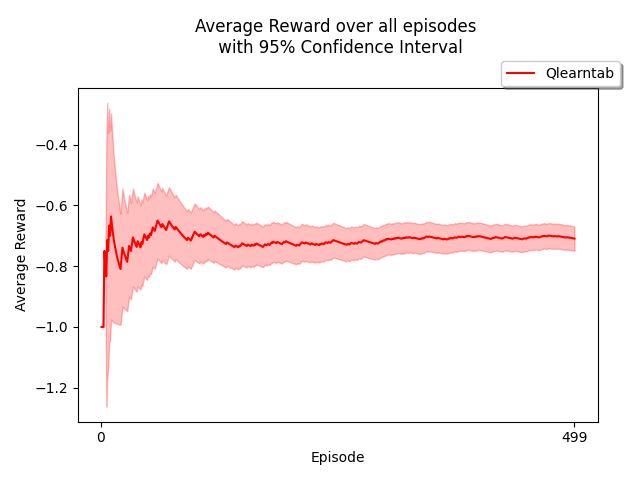 Average Reward over all episodes
with 95% Confidence Interval
Qlearntab
Average Reward
−0.4
−0.6
−0.8
−1.0
−1.2
0
499
Episode